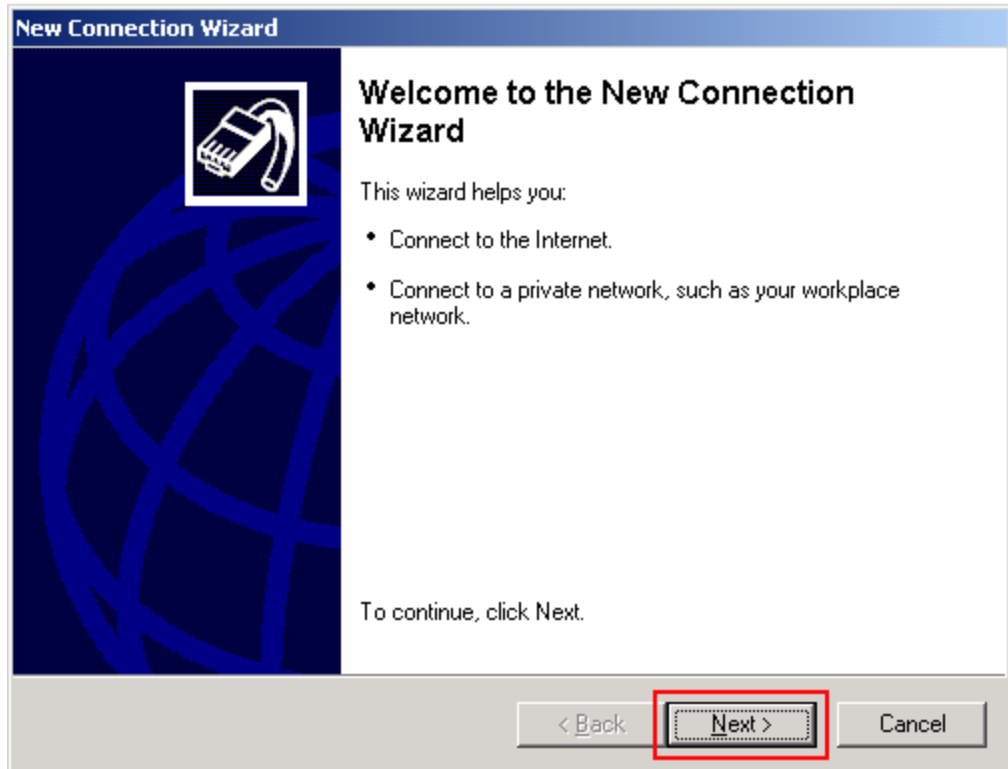 New Connection Wizard
Welcome to the New Connection
Wizard
This wizard helps you:
• Connect to the Internet.
• Connect to a private network, such as your workplace
network.
To continue, click Next.
< Back Next > Cancel